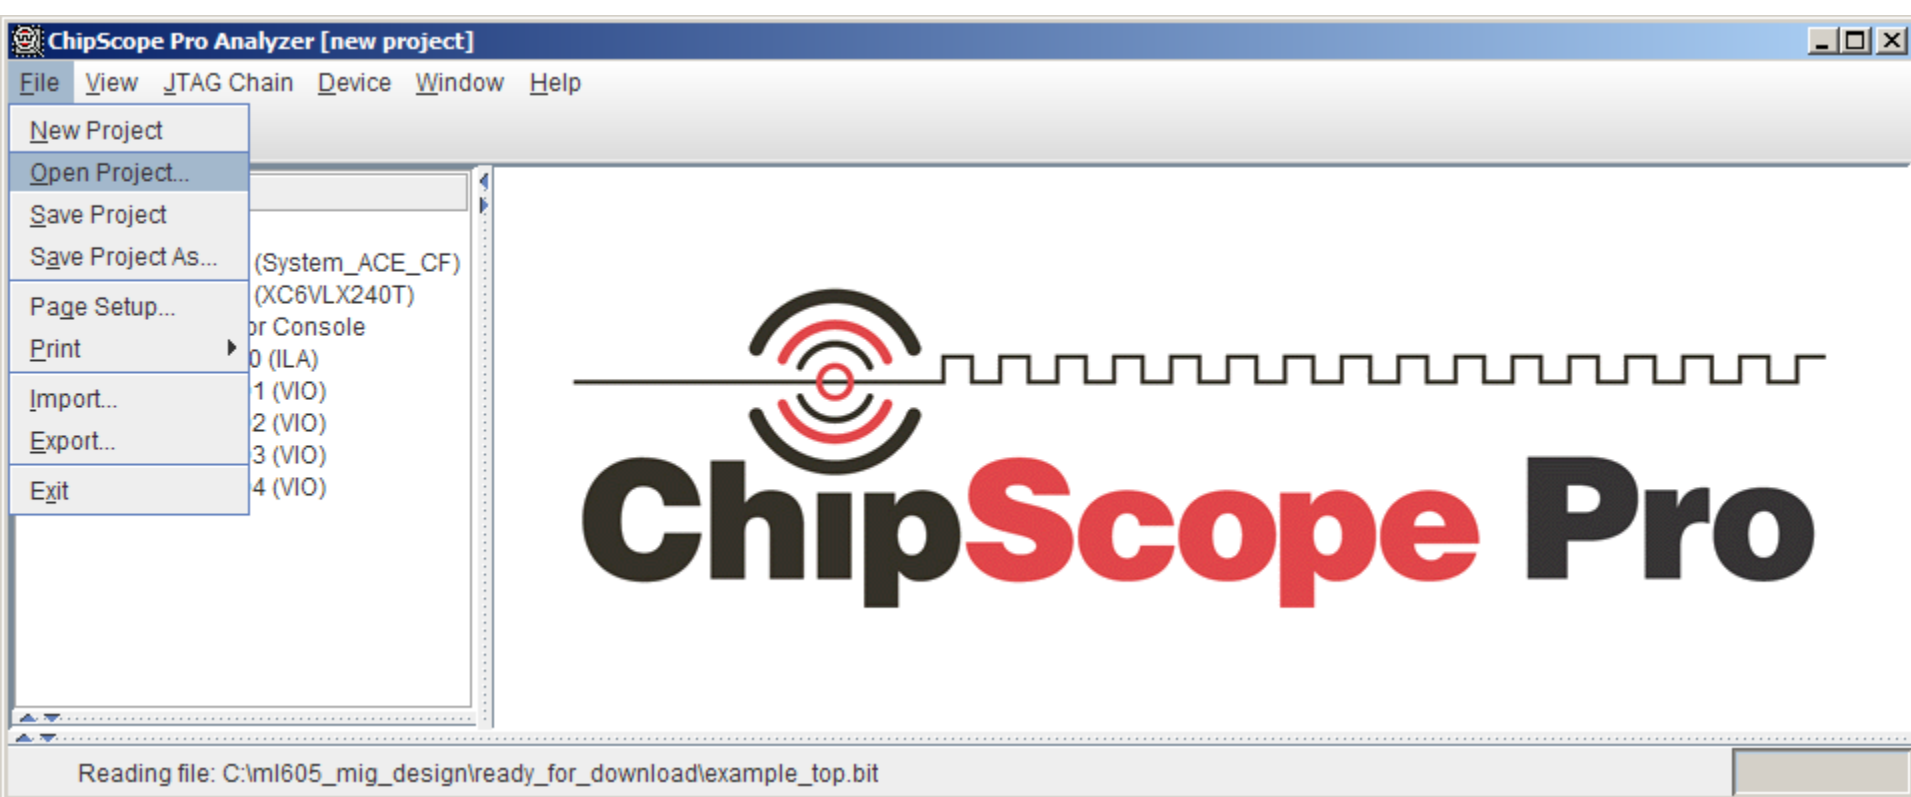 ChipScope Pro Analyzer [new project]
File View JTAG Chain Device Window Help
New Project
Open Project...
Save Project
Save Project As...
Page Setup...
Print
Import...
Export...
Exit
(System_ACE_CF)
(XC6VLX240T)
or Console
0 (ILA)
1 (VIO)
2 (VIO)
3 (VIO)
4 (VIO)
ChipScope Pro
Reading file: C:\ml605_mig_design\ready_for_download\example_top.bit